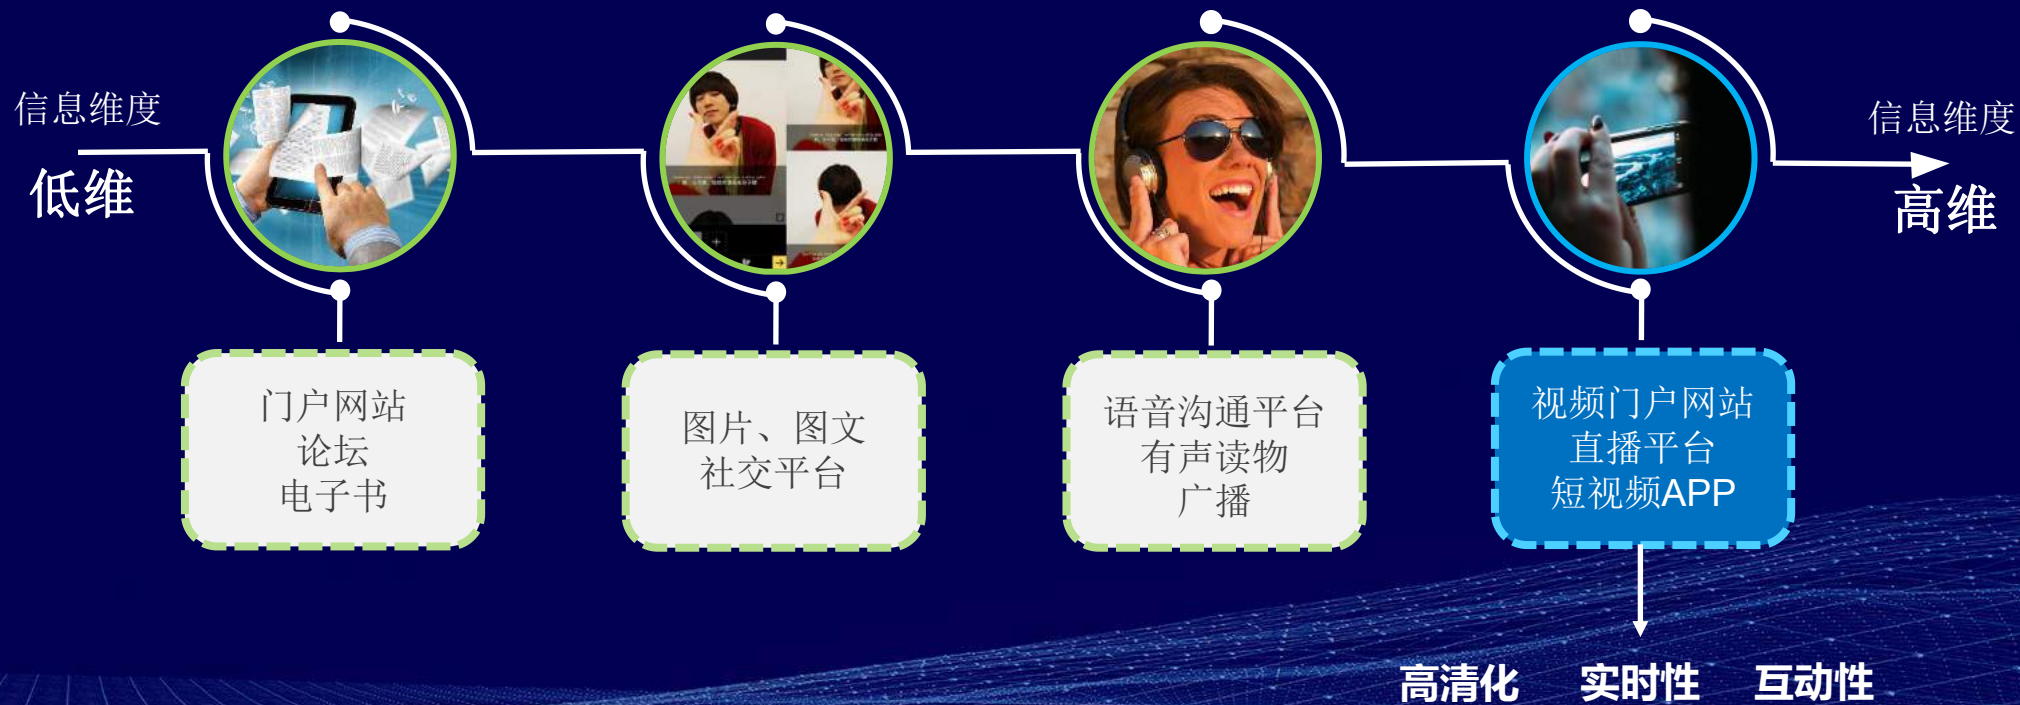 信息维度
低维
门户网站
论坛
电子书
图片、图文
社交平台
语音沟通平台
有声读物
广播
视频门户网站
直播平台
短视频APP
信息维度
高维
高清化 实时性 互动性